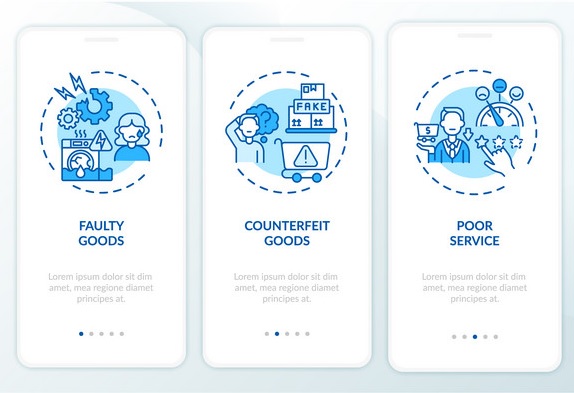 FAKE
$
?
FAULTY
GOODS
Lorem ipsum dolor sit dim
amet, mea regione diamet
principes at.
COUNTERFEIT
GOODS
Lorem ipsum dolor sit dim
amet, mea regione diamet
principes at.
POOR
SERVICE
Lorem ipsum dolor sit dim
amet, mea regione diamet
principes at.